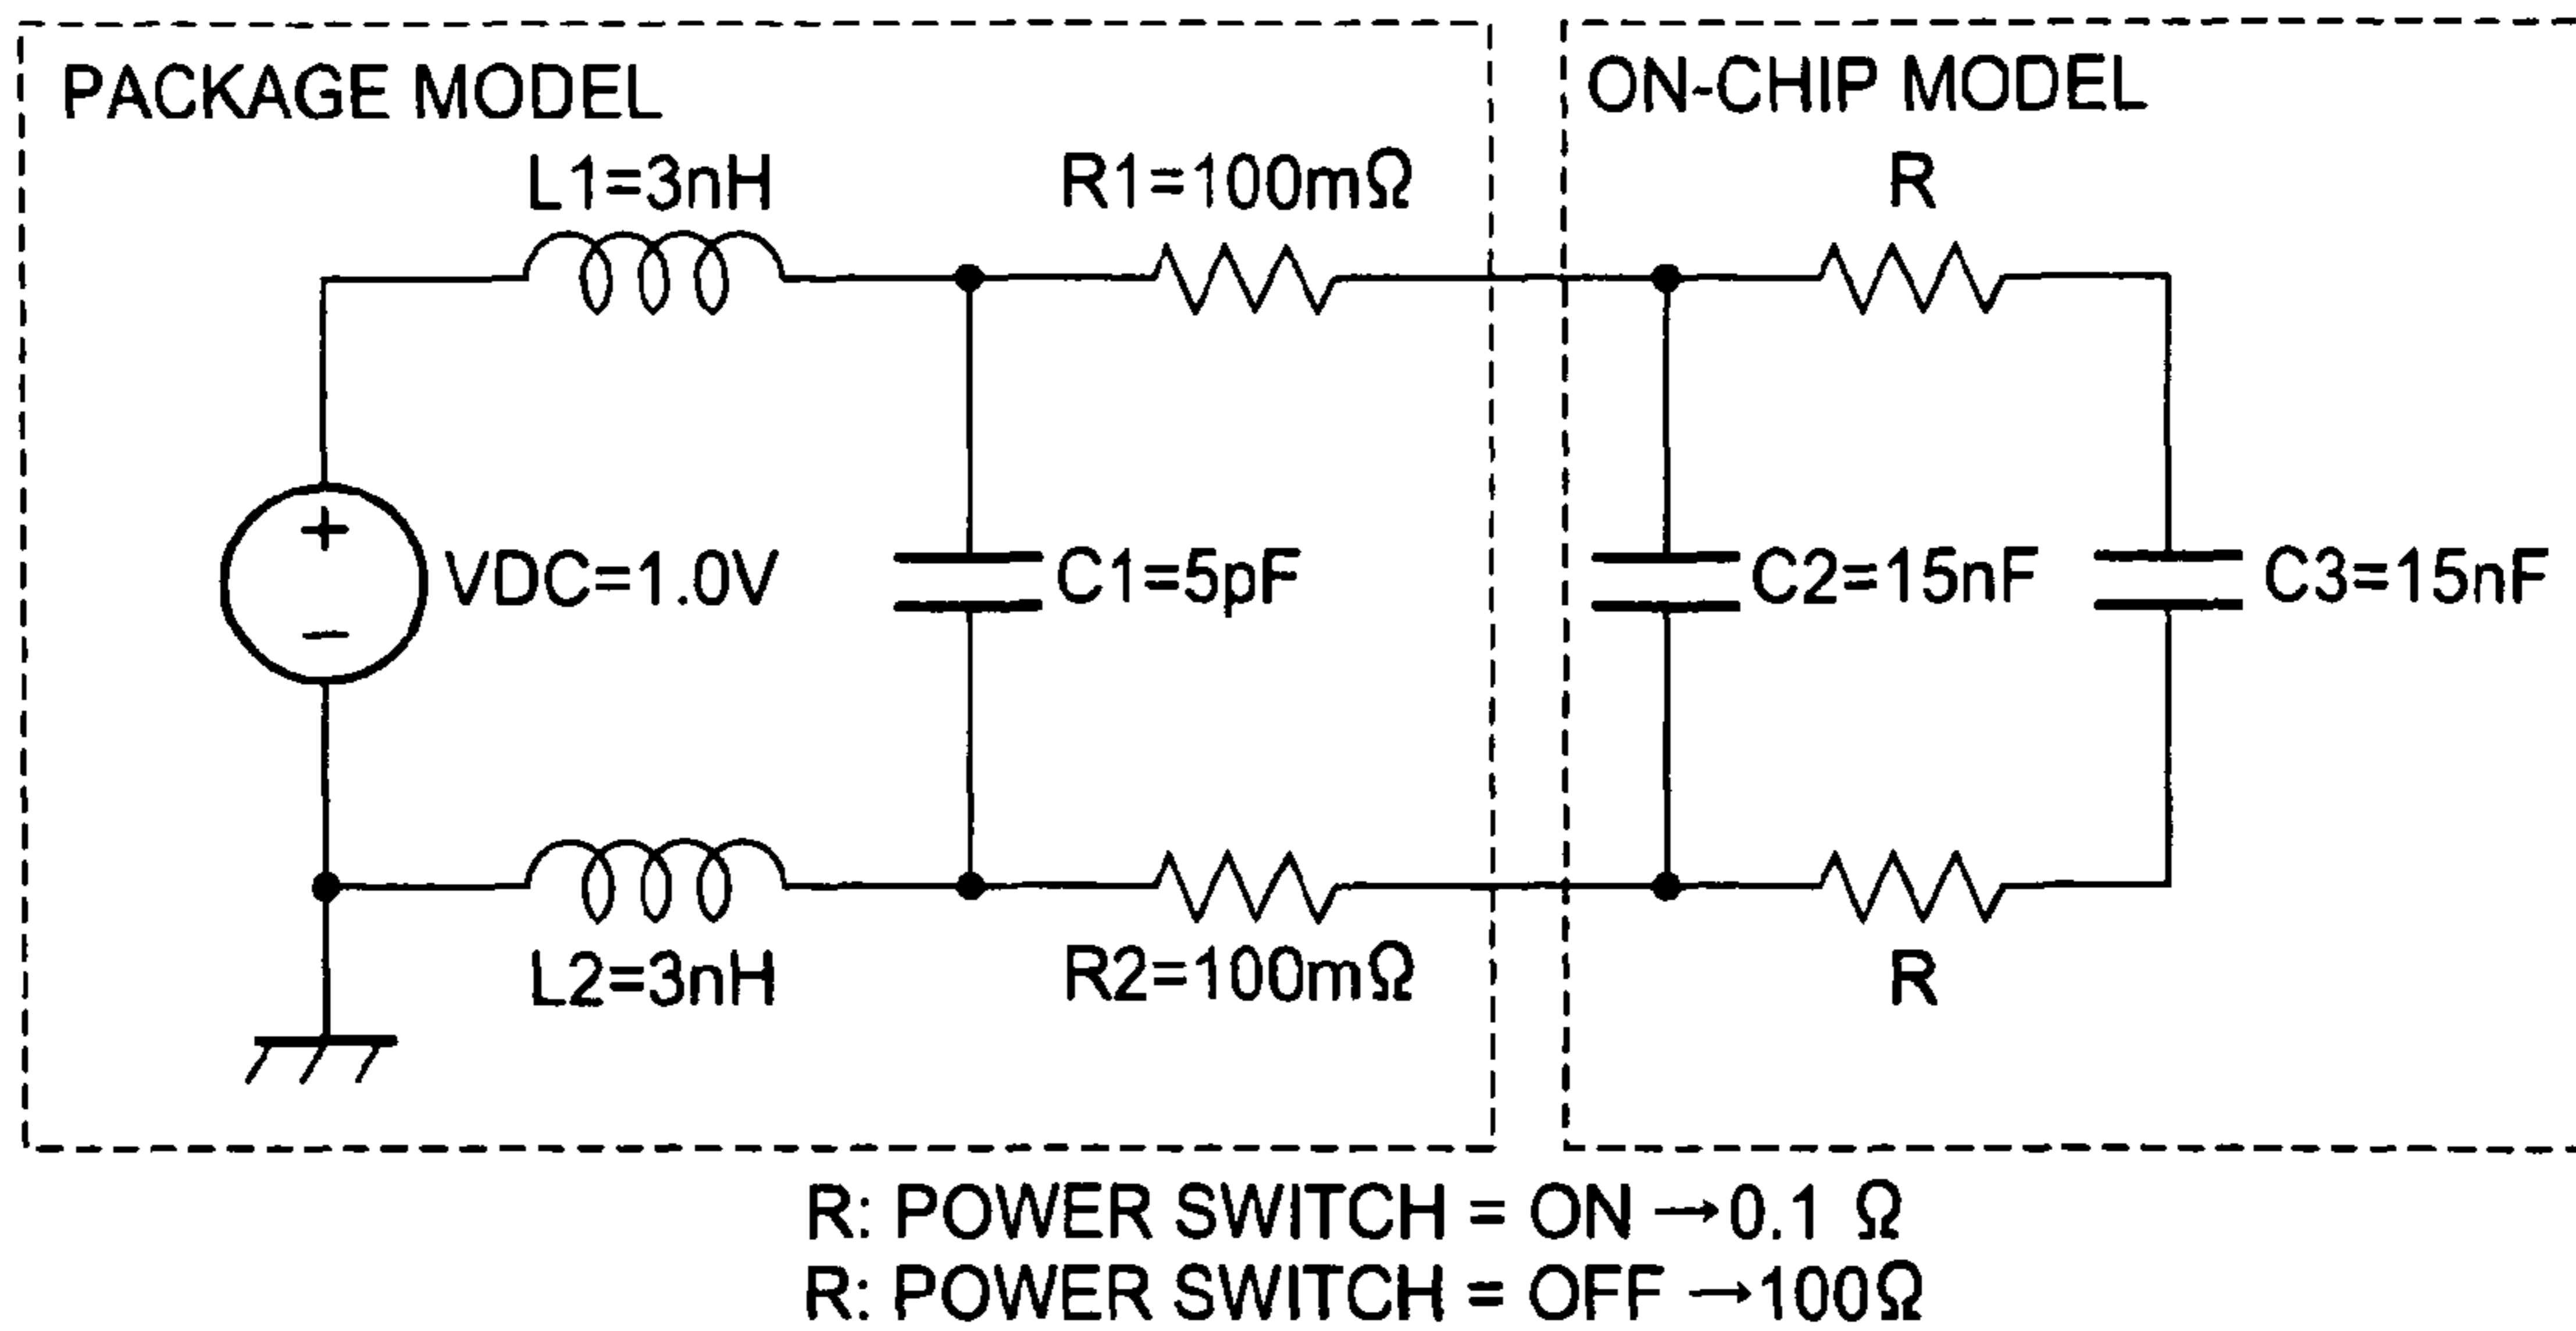 PACKAGE MODEL
ON-CHIP MODEL
L1=3nH
R1=100mΩ
R
+
−
VDC=1.0V
C1=5pF
C2=15nF
C3=15nF
L2=3nH
R2=100mΩ
R
R: POWER SWITCH = ON →0.1 Ω
R: POWER SWITCH = OFF →100Ω